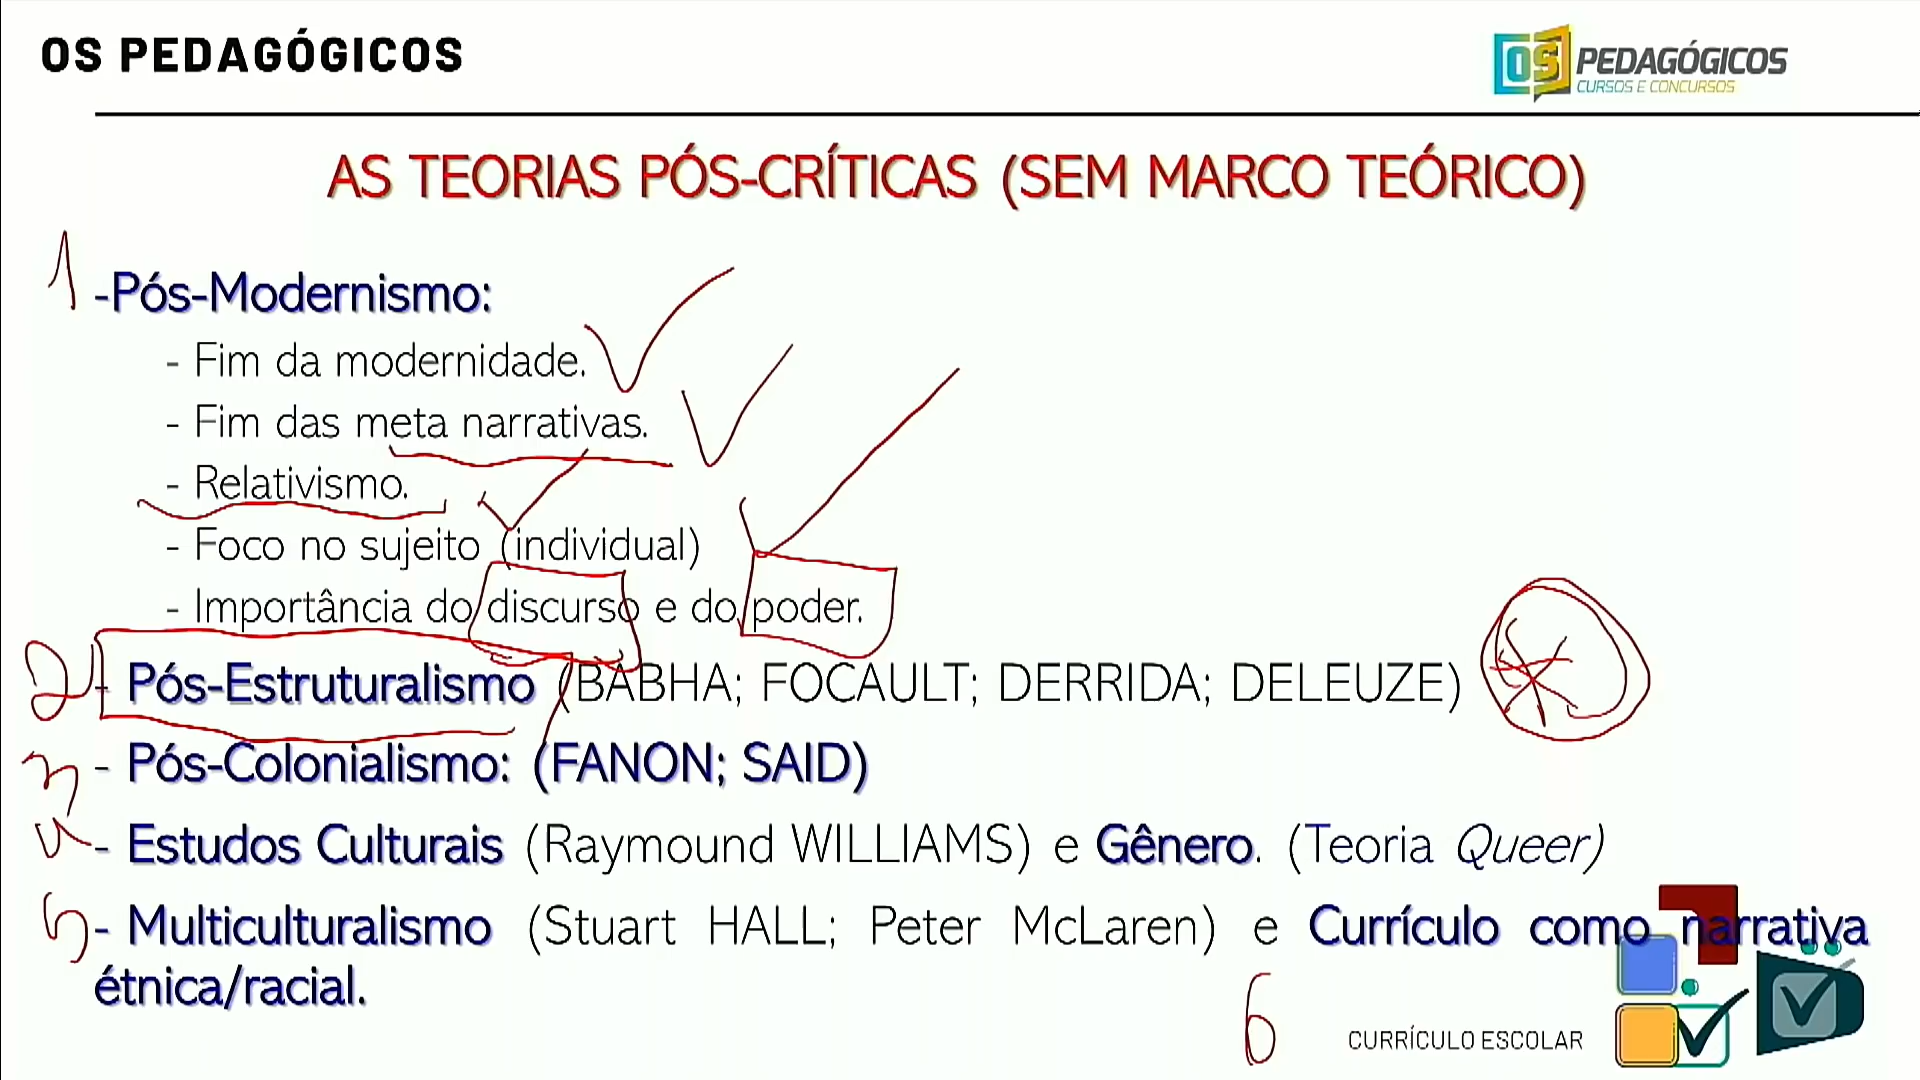 OS PEDAGÓGICOS
OS PEDAGÓGICOS
CURSOS E CONCURSOS
AS TEORIAS PÓS-CRÍTICAS (SEM MARCO TEÓRICO)
1 -Pós-Modernismo:
- Fim da modernidade.
- Fim das meta narrativas.
- Relativismo.
- Foco no sujeito (individual)
- Importância do discurso e do poder.
2 - Pós-Estruturalismo (BABHA; FOCAULT; DERRIDA; DELEUZE)
3 - Pós-Colonialismo: (FANON; SAID)
4 - Estudos Culturais (Raymound WILLIAMS) e Gênero. (Teoria Queer)
5 - Multiculturalismo (Stuart HALL; Peter McLaren) e Currículo como narrativa
étnica/racial.
6
CURRÍCULO ESCOLAR